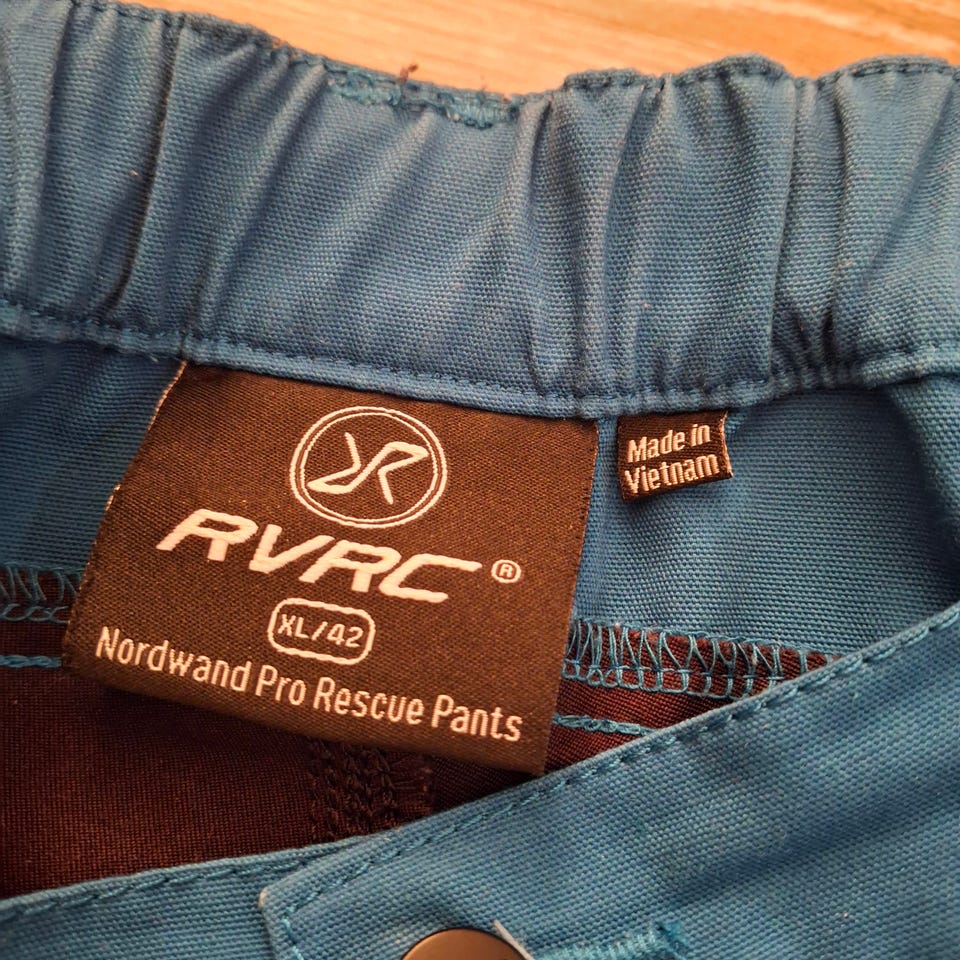 RVRC®
XL/42
Nordwand Pro Rescue Pants
Made in
Vietnam